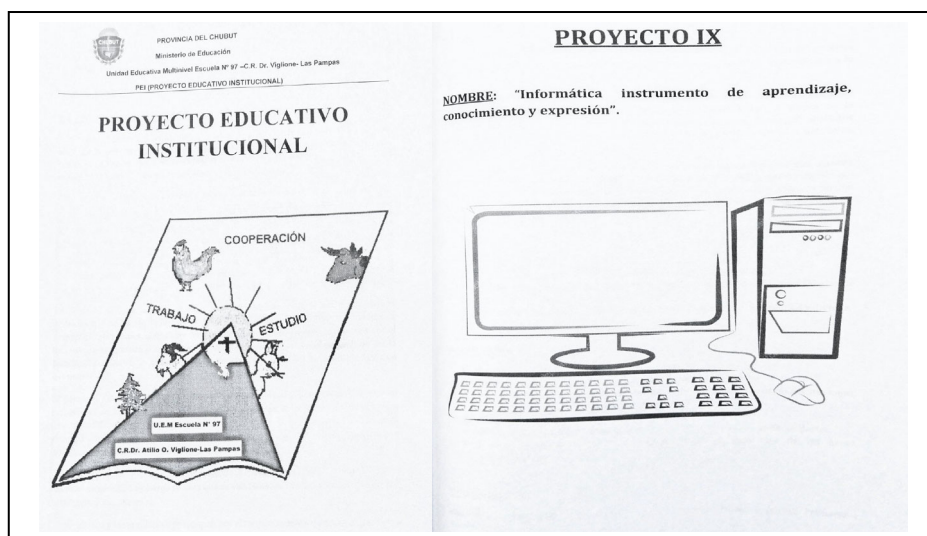 PROVINCIA DEL CHUBUT
Ministerio de Educación
Unidad Educativa Multinivel Escuela N° 97 –C.R. Dr. Viglione- Las Pampas
PEI (PROYECTO EDUCATIVO INSTITUCIONAL)
PROYECTO EDUCATIVO
INSTITUCIONAL
COOPERACIÓN
TRABAJO
ESTUDIO
U.E.M Escuela N° 97
C.R.Dr. Atilio O. Viglione-Las Pampas
PROYECTO IX
NOMBRE: "Informática instrumento de aprendizaje,
conocimiento y expresión".